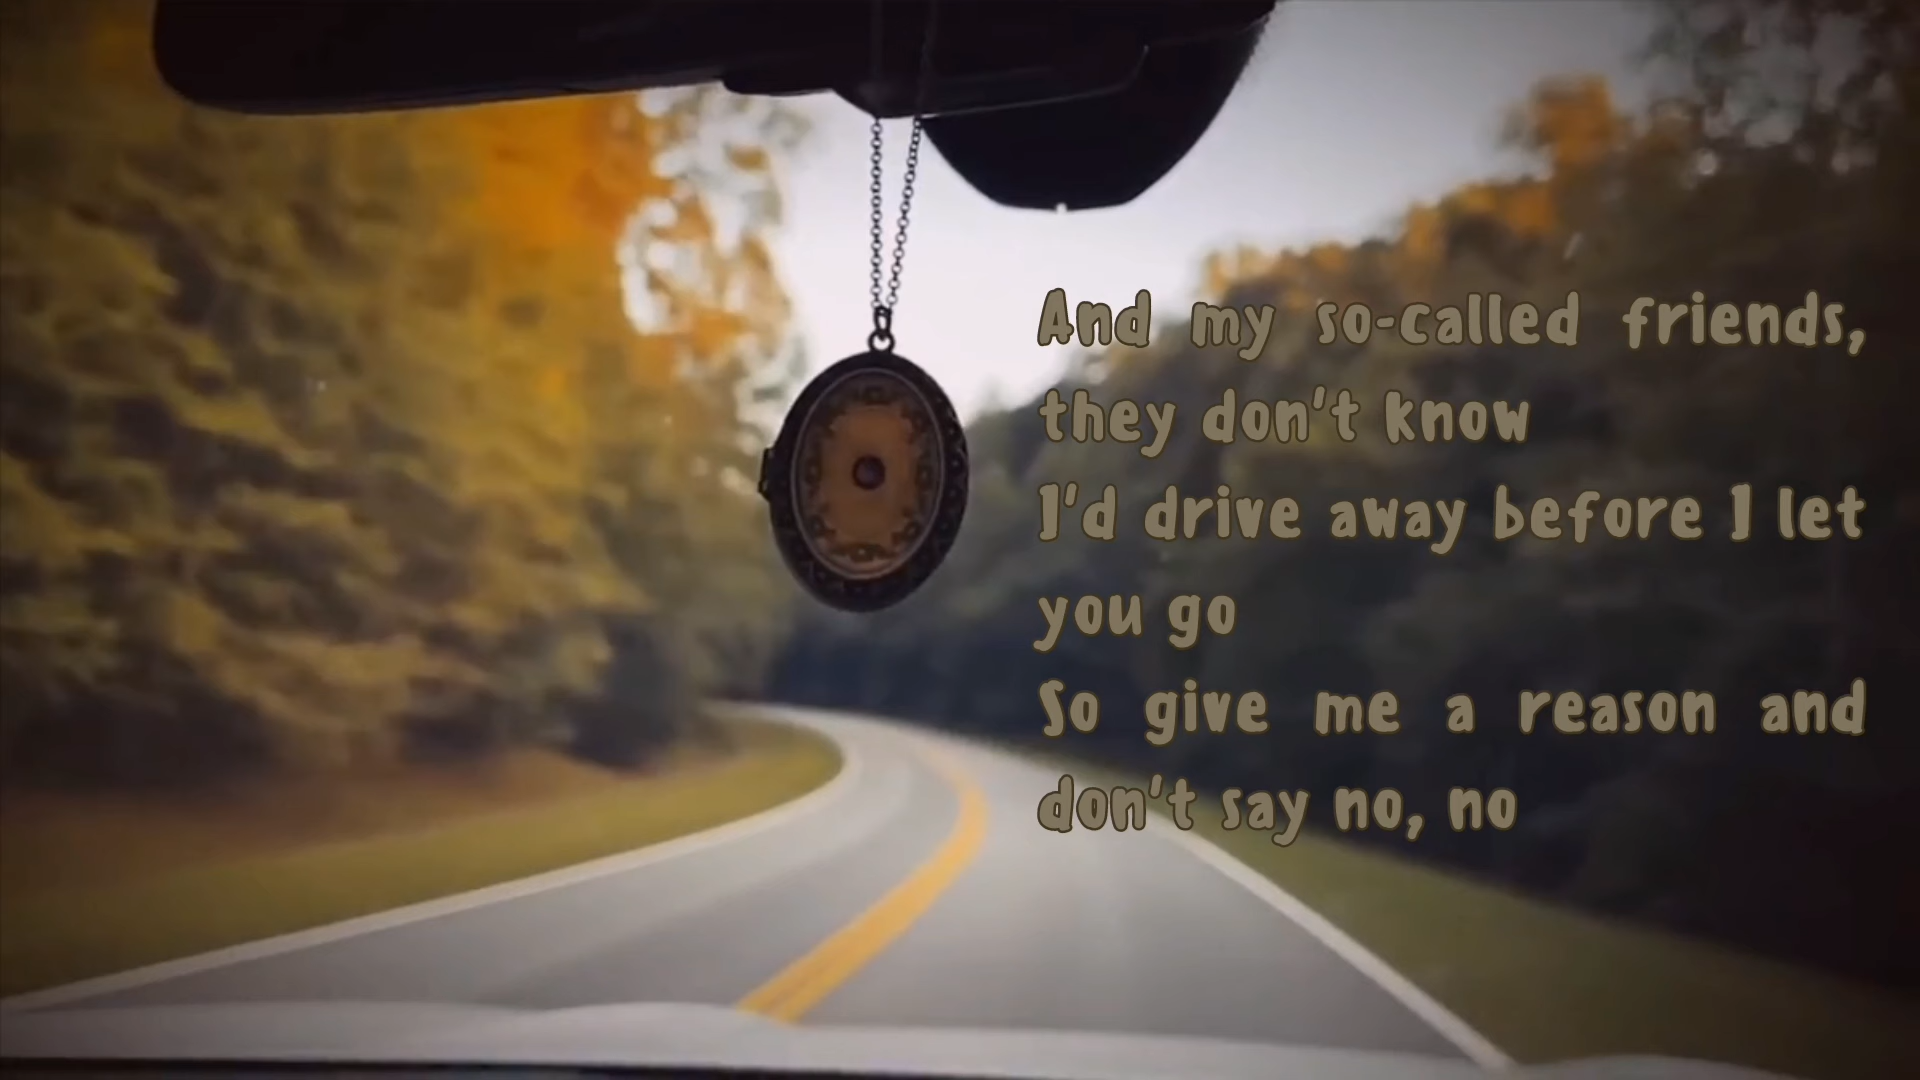 And my so-called friends,
they don't know
I'd drive away before I let
you go
So give me a reason and
don't say no, no